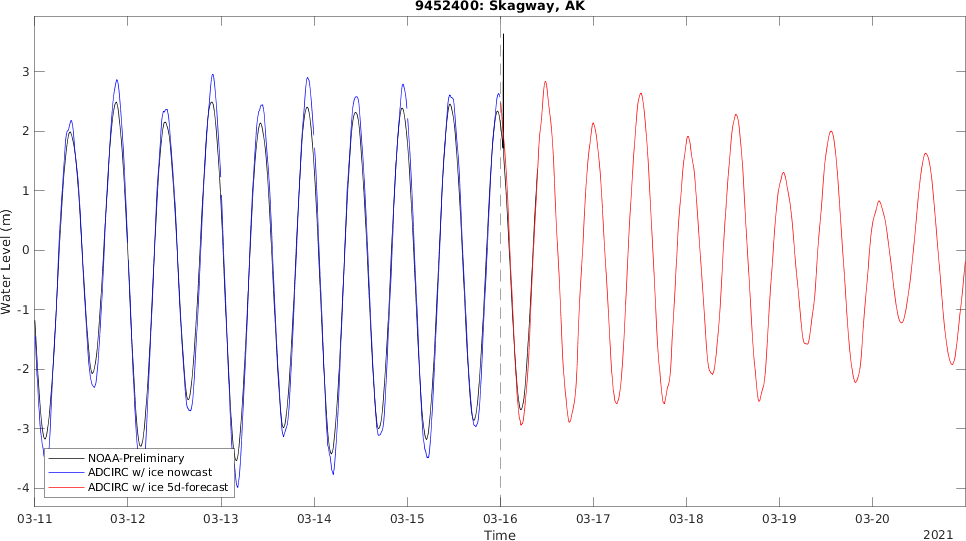 9452400: Skagway, AK
Water Level (m)
3
2
1
0
-1
-2
-3
-4
NOAA-Preliminary
ADCIRC w/ ice nowcast
ADCIRC w/ ice 5d-forecast
03-11 03-12 03-13 03-14 03-15 03-16 03-17 03-18 03-19 03-20
Time
2021